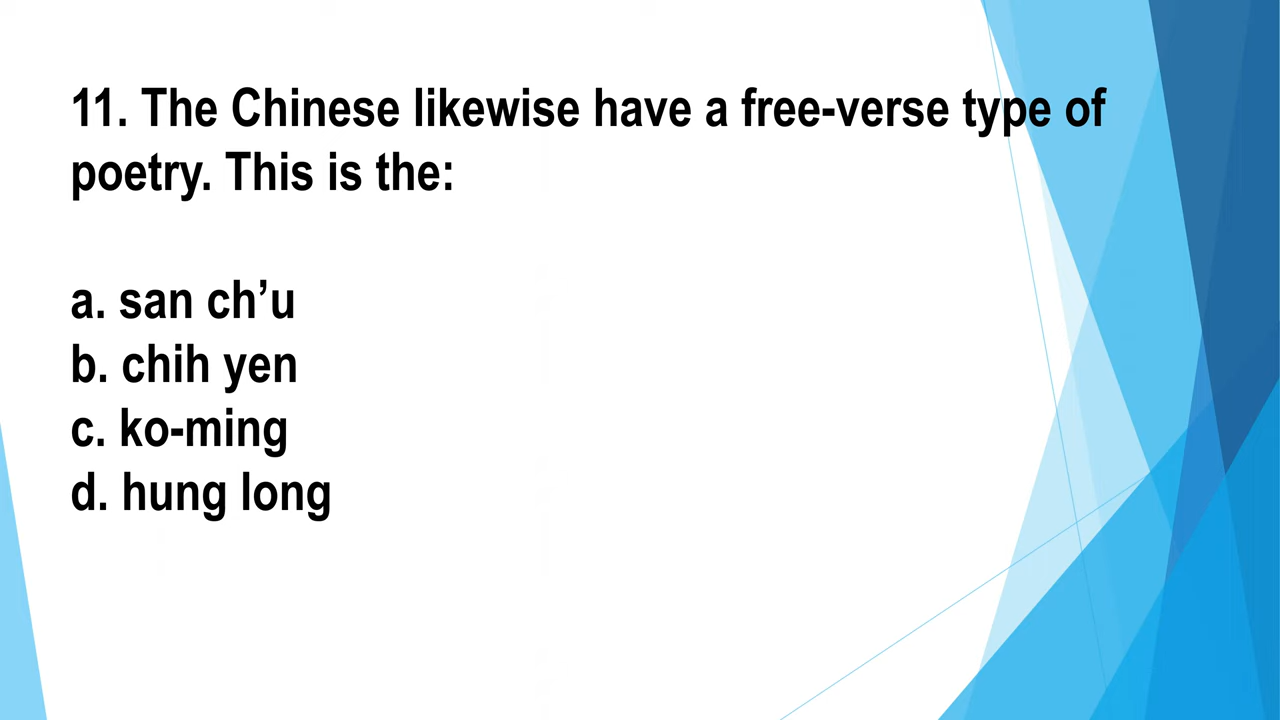 11. The Chinese likewise have a free-verse type of
poetry. This is the:
a. san ch’u
b. chih yen
c. ko-ming
d. hung long